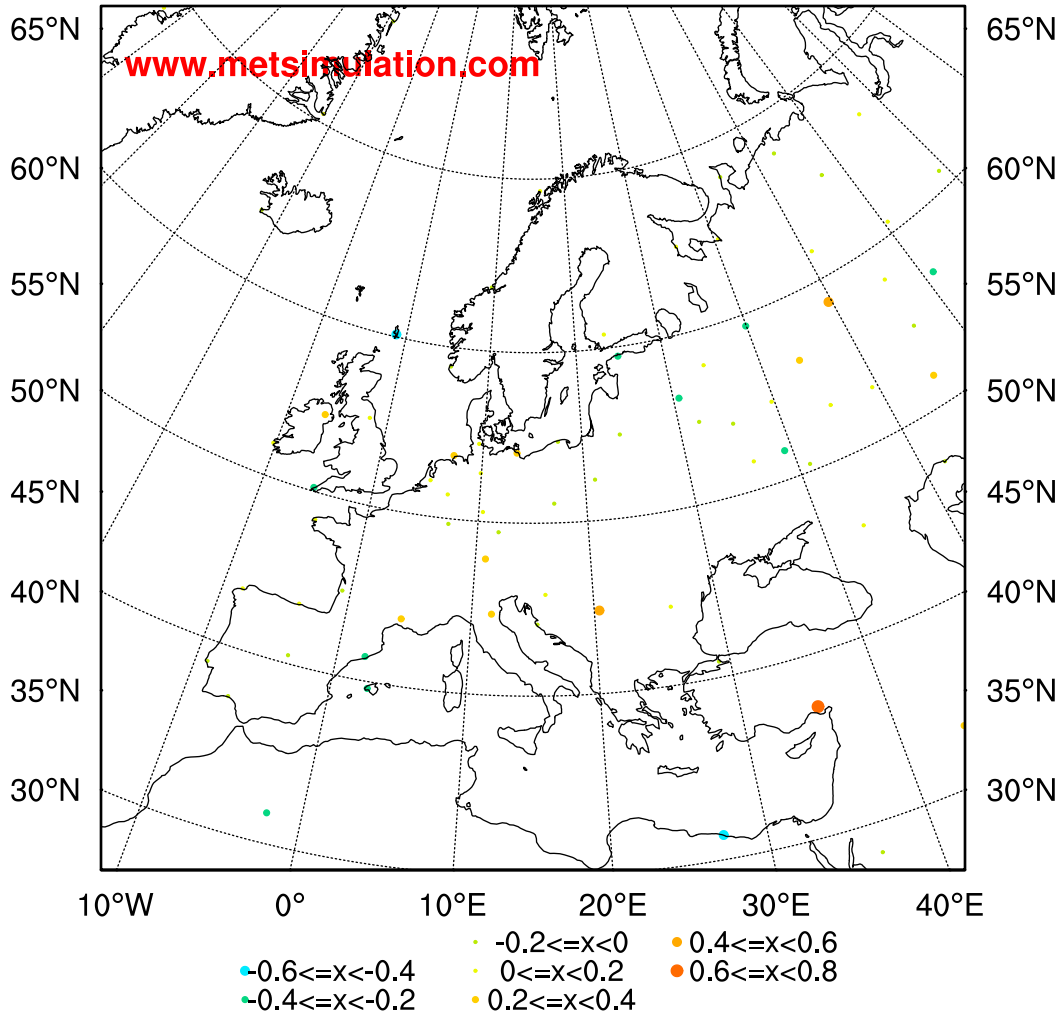 65°N 65°N
www.metsimulation.com
60°N 60°N
55°N 55°N
50°N 50°N
45°N 45°N
40°N 40°N
35°N 35°N
30°N 30°N
10°W 0° 10°E 20°E 30°E 40°E
-0.2<=x<0 0.4<=x<0.6
-0.6<=x<-0.4 0<=x<0.2 0.6<=x<0.8
-0.4<=x<-0.2 0.2<=x<0.4